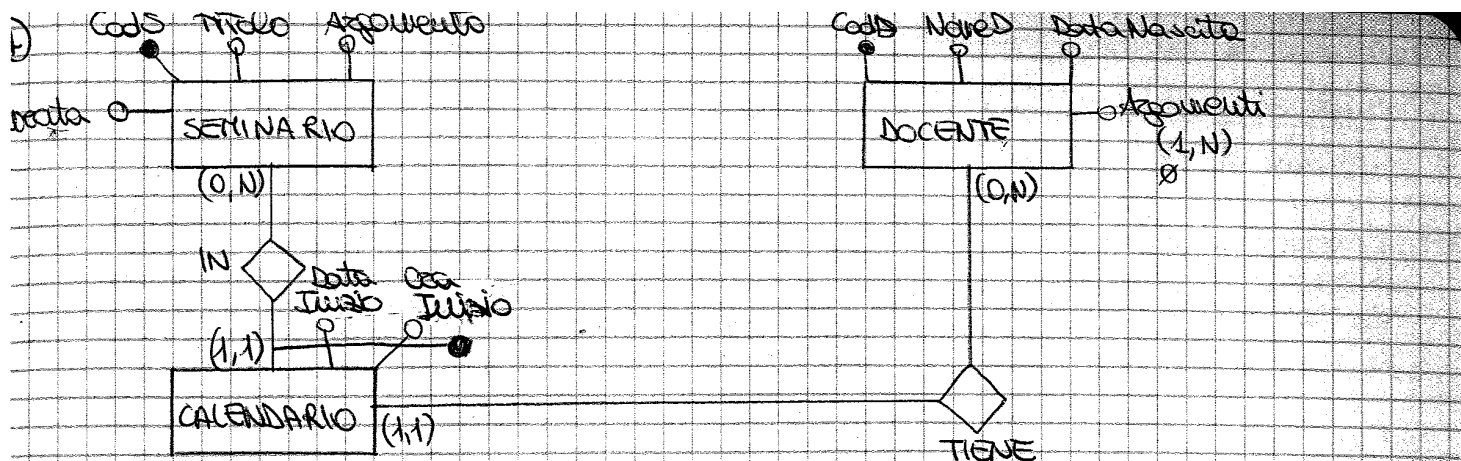 CodS Titolo Argomento
CodD NomeD DataNascita
Durata
SEMINARIO
DOCENTE
Argomenti
(1,N)
(0,N)
(0,N)
IN
Data Ora
Inizio Inizio
(1,1)
CALENDARIO
(1,1)
TIENE